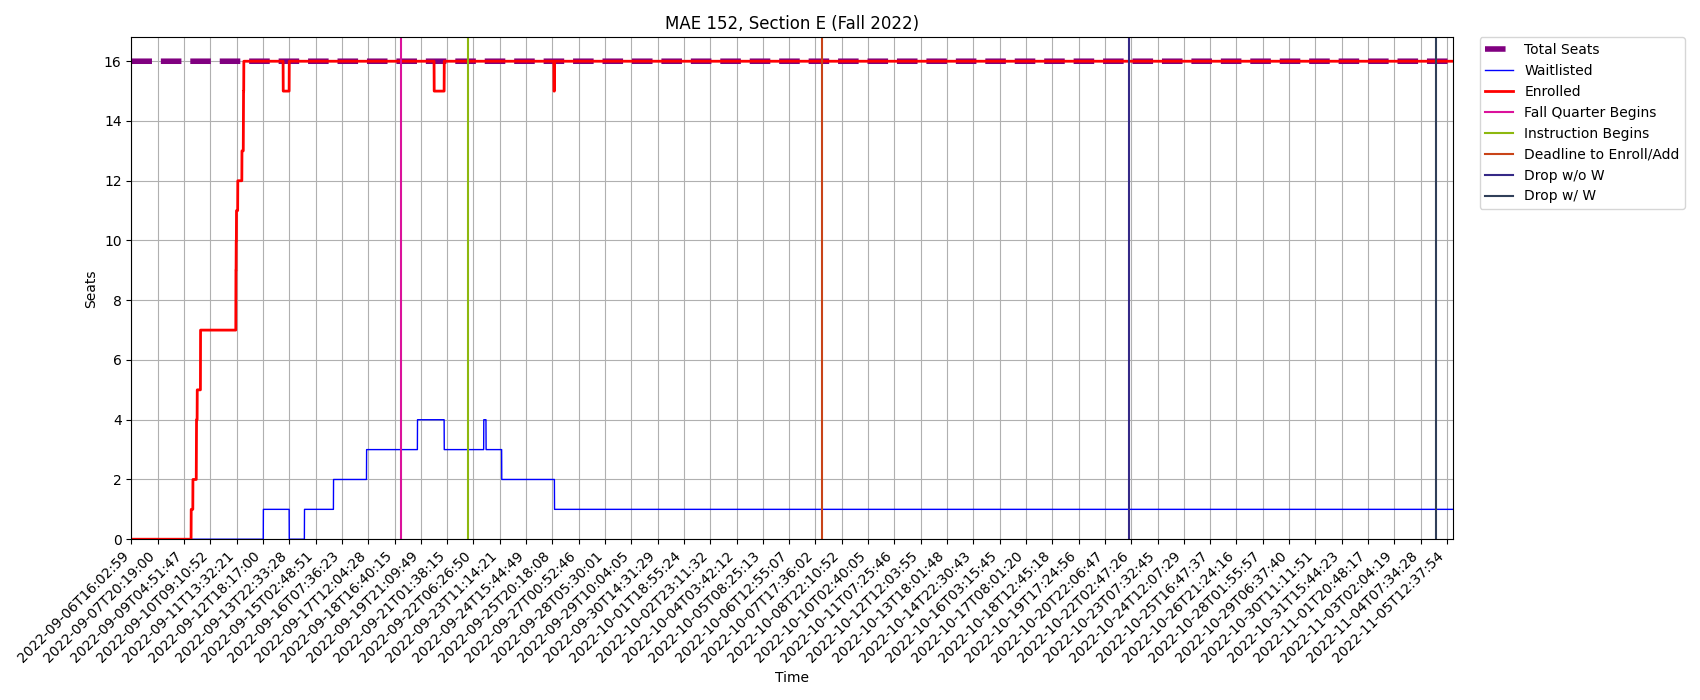 MAE 152, Section E (Fall 2022)
Total Seats
Waitlisted
Enrolled
Fall Quarter Begins
Instruction Begins
Deadline to Enroll/Add
Drop w/o W
Drop w/ W
Seats
16
14
12
10
8
6
4
2
0
2022-09-06T16:02:59
2022-09-07T20:19:00
2022-09-09T04:51:47
2022-09-10T09:10:52
2022-09-11T13:32:21
2022-09-12T18:17:00
2022-09-13T22:33:28
2022-09-15T02:48:51
2022-09-16T07:36:23
2022-09-17T12:04:28
2022-09-18T16:40:15
2022-09-19T21:09:49
2022-09-21T01:38:15
2022-09-22T06:26:50
2022-09-23T11:14:21
2022-09-24T15:44:49
2022-09-25T20:18:08
2022-09-27T00:52:46
2022-09-28T05:30:01
2022-09-29T10:04:05
2022-09-30T14:31:29
2022-10-01T18:55:24
2022-10-02T23:11:32
2022-10-04T03:42:12
2022-10-05T08:25:13
2022-10-06T12:55:07
2022-10-07T17:36:02
2022-10-08T22:10:52
2022-10-10T02:40:05
2022-10-11T07:25:46
2022-10-12T12:03:55
2022-10-13T18:01:48
2022-10-14T22:30:43
2022-10-16T03:15:45
2022-10-17T08:01:20
2022-10-18T12:45:18
2022-10-19T17:24:56
2022-10-20T22:06:47
2022-10-22T02:47:26
2022-10-23T07:32:45
2022-10-24T12:07:29
2022-10-25T16:47:37
2022-10-26T21:24:16
2022-10-28T01:55:57
2022-10-29T06:37:40
2022-10-30T11:11:51
2022-10-31T15:44:23
2022-11-01T20:48:17
2022-11-03T02:04:19
2022-11-04T07:34:28
2022-11-05T12:37:54
Time